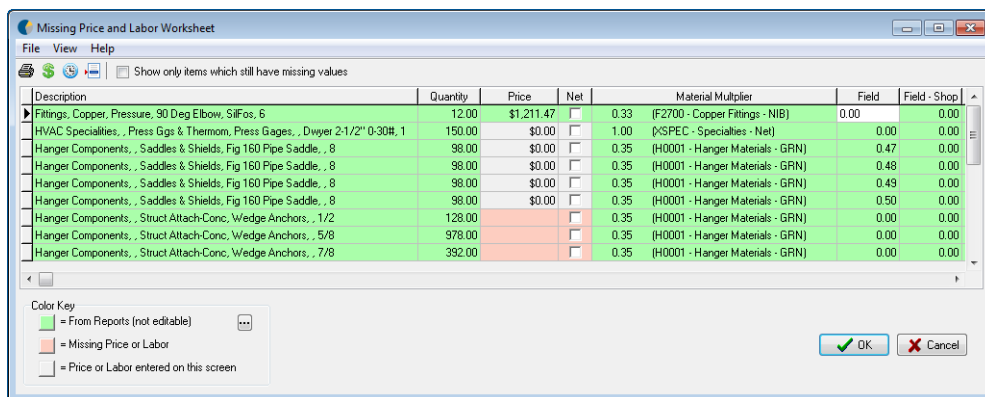 Missing Price and Labor Worksheet
File View Help
Show only items which still have missing values
Description Quantity Price Net Material Multplier Field Field - Shop
Fittings, Copper, Pressure, 90 Deg Elbow, SilFos, 6 12.00 $1,211.47 0.33 (F2700 - Copper Fittings - NIB) 0.00 0.00
HVAC Specialities, , Press Ggs & Thermom, Press Gages, , Dwyer 2-1/2" 0-30#, 1 150.00 $0.00 1.00 (XSPEC - Specialties - Net) 0.00 0.00
Hanger Components, , Saddles & Shields, Fig 160 Pipe Saddle, , 8 98.00 $0.00 0.35 (H0001 - Hanger Materials - GRN) 0.47 0.00
Hanger Components, , Saddles & Shields, Fig 160 Pipe Saddle, , 8 98.00 $0.00 0.35 (H0001 - Hanger Materials - GRN) 0.48 0.00
Hanger Components, , Saddles & Shields, Fig 160 Pipe Saddle, , 8 98.00 $0.00 0.35 (H0001 - Hanger Materials - GRN) 0.49 0.00
Hanger Components, , Saddles & Shields, Fig 160 Pipe Saddle, , 8 98.00 $0.00 0.35 (H0001 - Hanger Materials - GRN) 0.50 0.00
Hanger Components, , Struct Attach-Conc, Wedge Anchors, , 1/2 128.00 0.35 (H0001 - Hanger Materials - GRN) 0.00 0.00
Hanger Components, , Struct Attach-Conc, Wedge Anchors, , 5/8 978.00 0.35 (H0001 - Hanger Materials - GRN) 0.00 0.00
Hanger Components, , Struct Attach-Conc, Wedge Anchors, , 7/8 392.00 0.35 (H0001 - Hanger Materials - GRN) 0.00 0.00
Color Key
= From Reports (not editable) ...
= Missing Price or Labor
= Price or Labor entered on this screen
OK Cancel